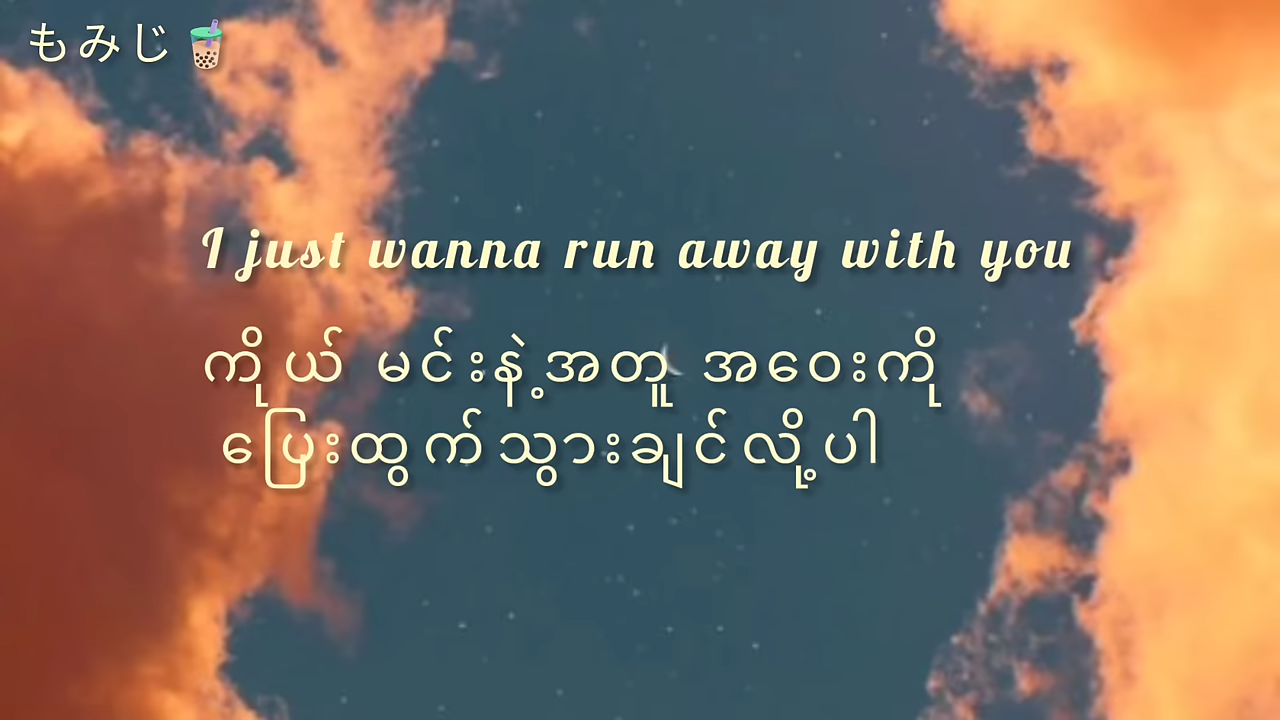 もみじ 🧋
I just wanna run away with you
ကိုယ် မင်းနဲ့အတူ အဝေးကို
ပြေးထွက်သွားချင်လို့ပါ